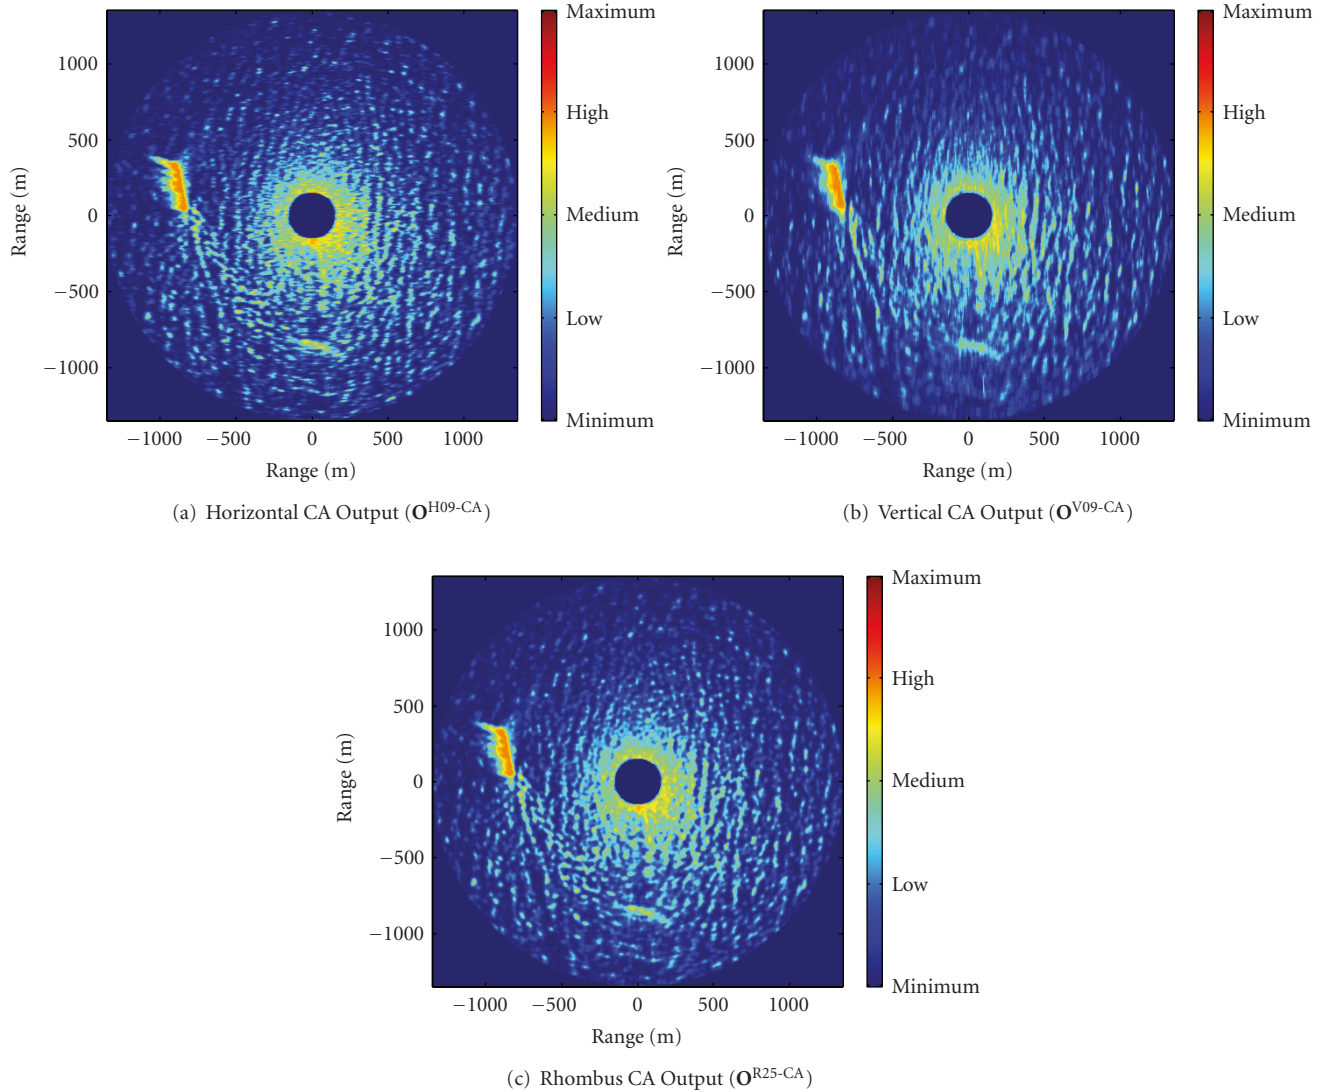 Maximum
High
Medium
Low
Minimum
1000
500
0
−500
−1000
Range (m)
−1000 −500 0 500 1000
Range (m)
(a) Horizontal CA Output (O^H09-CA)
Maximum
High
Medium
Low
Minimum
1000
500
0
−500
−1000
Range (m)
−1000 −500 0 500 1000
Range (m)
(b) Vertical CA Output (O^V09-CA)
Maximum
High
Medium
Low
Minimum
1000
500
0
−500
−1000
Range (m)
−1000 −500 0 500 1000
Range (m)
(c) Rhombus CA Output (O^R25-CA)